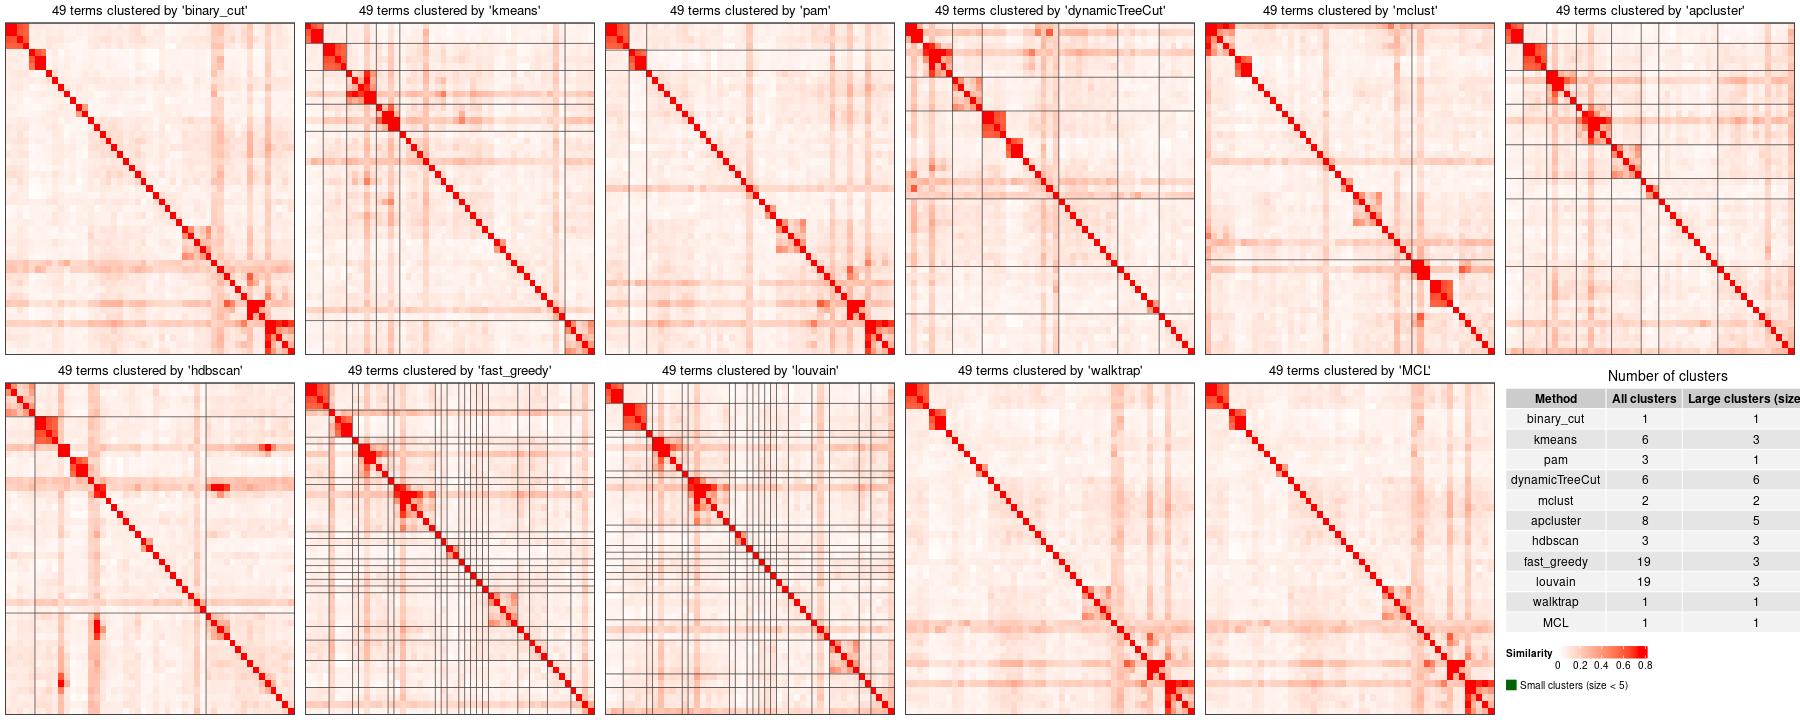 49 terms clustered by 'binary_cut'
49 terms clustered by 'kmeans'
49 terms clustered by 'pam'
49 terms clustered by 'dynamicTreeCut'
49 terms clustered by 'mclust'
49 terms clustered by 'apcluster'
49 terms clustered by 'hdbscan'
49 terms clustered by 'fast_greedy'
49 terms clustered by 'louvain'
49 terms clustered by 'walktrap'
49 terms clustered by 'MCL'
Number of clusters
Method All clusters Large clusters (size
binary_cut 1 1
kmeans 6 3
pam 3 1
dynamicTreeCut 6 6
mclust 2 2
apcluster 8 5
hdbscan 3 3
fast_greedy 19 3
louvain 19 3
walktrap 1 1
MCL 1 1
Similarity
0 0.2 0.4 0.6 0.8
Small clusters (size < 5)